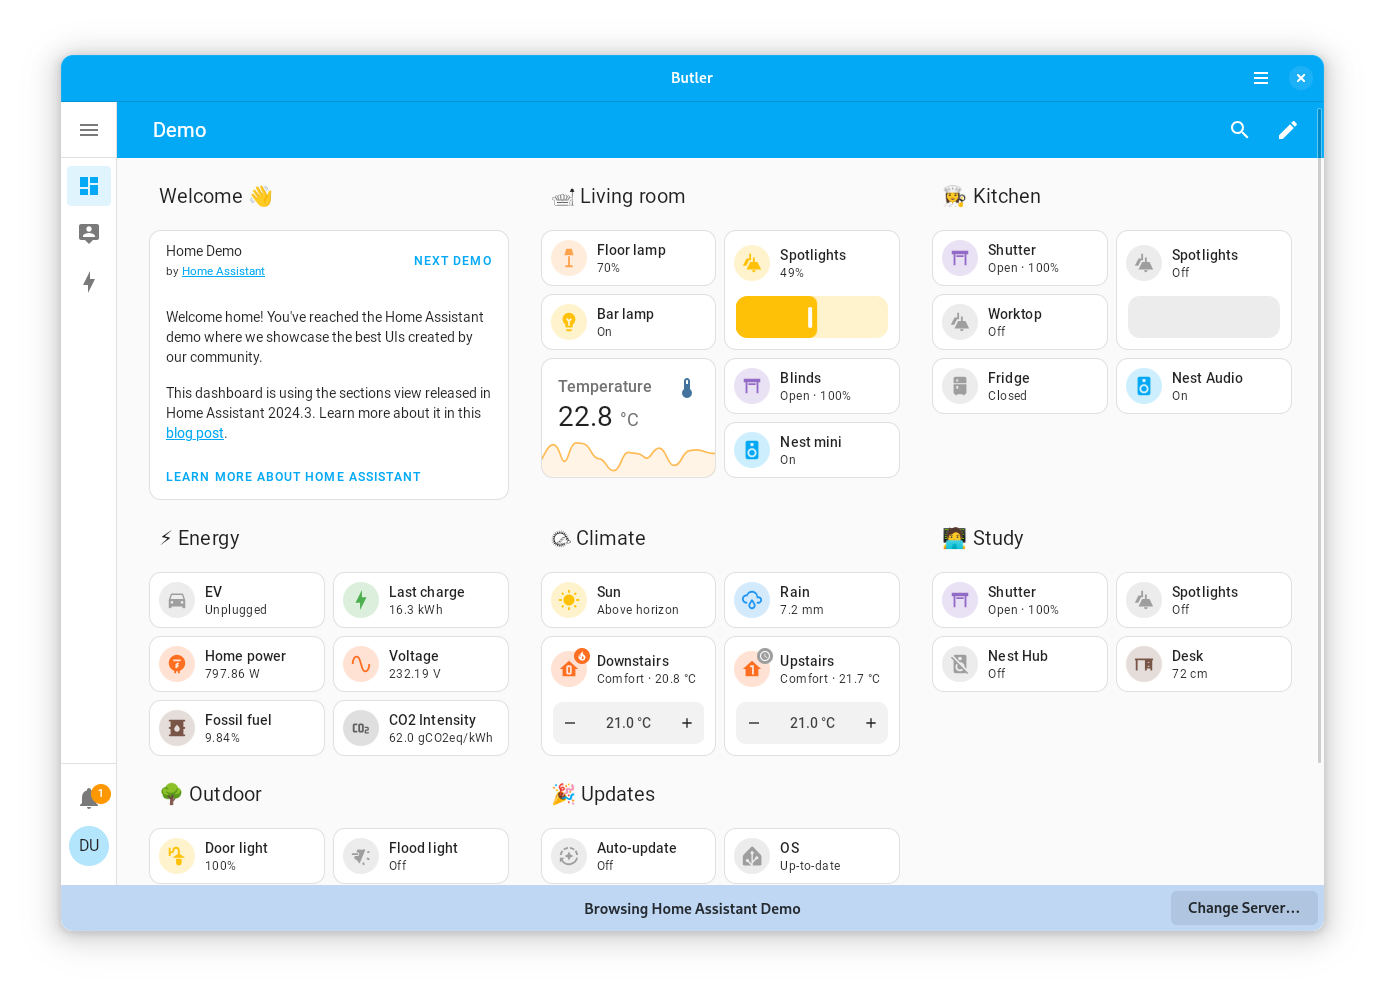 Butler
Demo
Welcome 👋
Home Demo
by Home Assistant
NEXT DEMO
Welcome home! You've reached the Home Assistant
demo where we showcase the best UIs created by
our community.
This dashboard is using the sections view released in
Home Assistant 2024.3. Learn more about it in this
blog post.
LEARN MORE ABOUT HOME ASSISTANT
🛋 Living room
Floor lamp
70%
Spotlights
49%
Bar lamp
On
Temperature
22.8 °C
Blinds
Open · 100%
Nest mini
On
👩‍🍳 Kitchen
Shutter
Open · 100%
Spotlights
Off
Worktop
Off
Fridge
Closed
Nest Audio
On
⚡ Energy
EV
Unplugged
Last charge
16.3 kWh
Home power
797.86 W
Voltage
232.19 V
Fossil fuel
9.84%
CO2
CO2 Intensity
62.0 gCO2eq/kWh
🌤 Climate
Sun
Above horizon
Rain
7.2 mm
0
Downstairs
Comfort · 20.8 °C
− 21.0 °C +
1
Upstairs
Comfort · 21.7 °C
− 21.0 °C +
🧑‍💻 Study
Shutter
Open · 100%
Spotlights
Off
Nest Hub
Off
Desk
72 cm
🌳 Outdoor
Door light
100%
Flood light
Off
🎉 Updates
Auto-update
Off
OS
Up-to-date
1
DU
Browsing Home Assistant Demo
Change Server...